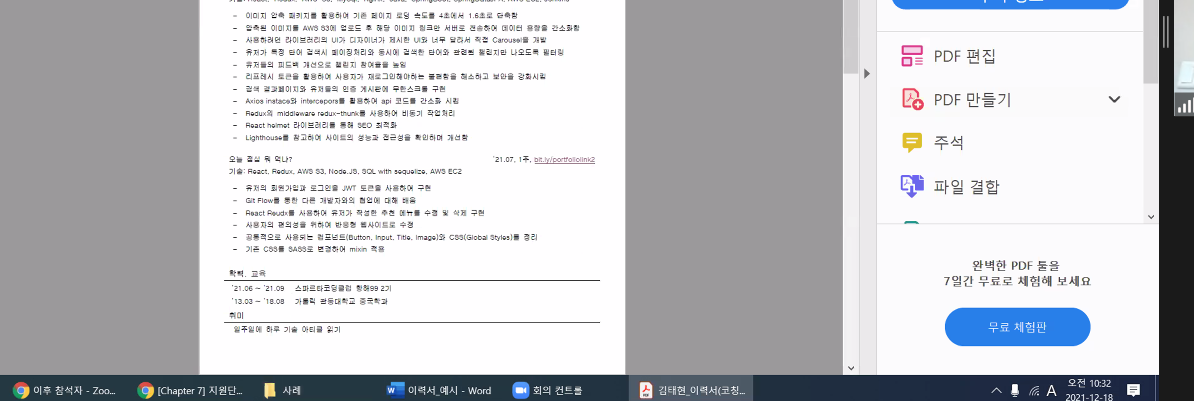 - 이미지 압축 패키지를 활용하여 기존 페이지 로딩 속도를 4초에서 1.6초로 단축함
- 압축된 이미지를 AWS S3에 업로드 후 해당 이미지 링크만 서버로 전송하여 데이터 용량을 간소화함
- 사용하려던 라이브러리의 UI가 디자이너가 제시한 UI와 너무 달라서 직접 Carousel을 개발
- 유저가 특정 단어 검색시 페이징처리와 동시에 검색한 단어와 관련된 챌린지만 나오도록 필터링
- 유저들의 피드백 개선으로 챌린지 참여율을 높임
- 리프레시 토큰을 활용하여 사용자가 재로그인해야하는 불편함을 해소하고 보안을 강화시킴
- 검색 결과페이지와 유저들의 인증 게시판에 무한스크롤 구현
- Axios instace와 intercepors를 활용하여 api 코드를 간소화 시킴
- Redux의 middleware redux-thunk를 사용하여 비동기 작업처리
- React helmet 라이브러리를 통해 SEO 최적화
- Lighthouse를 참고하여 사이트의 성능과 접근성을 확인하며 개선함
오늘 점심 뭐 먹나? '21.07, 1주, bit.ly/portfoliolink2
기술: React, Redux, AWS S3, Node.JS, SQL with sequelize, AWS EC2
- 유저의 회원가입과 로그인을 JWT 토큰을 사용하여 구현
- Git Flow를 통한 다른 개발자와의 협업에 대해 배움
- React Reudx를 사용하여 유저가 작성한 추천 메뉴를 수정 및 삭제 구현
- 사용자의 편의성을 위하여 반응형 웹사이트로 수정
- 공통적으로 사용되는 컴포넌트(Button, Input, Title, Image)와 CSS(Global Styles)를 정리
- 기존 CSS를 SASS로 변경하여 mixin 적용
학력, 교육
'21.06 ~ '21.09 스파르타코딩클럽 항해99 2기
'13.03 ~ '18.08 가톨릭 관동대학교 중국학과
취미
일주일에 하루 기술 아티클 읽기
PDF 편집
PDF 만들기
주석
파일 결합
완벽한 PDF 툴을
7일간 무료로 체험해 보세요
무료 체험판
이후 참석자 - Zoo...
[Chapter 7] 지원단...
사례
이력서_예시 - Word
회의 컨트롤
김태현_이력서(코칭...
A
오전 10:32
2021-12-18